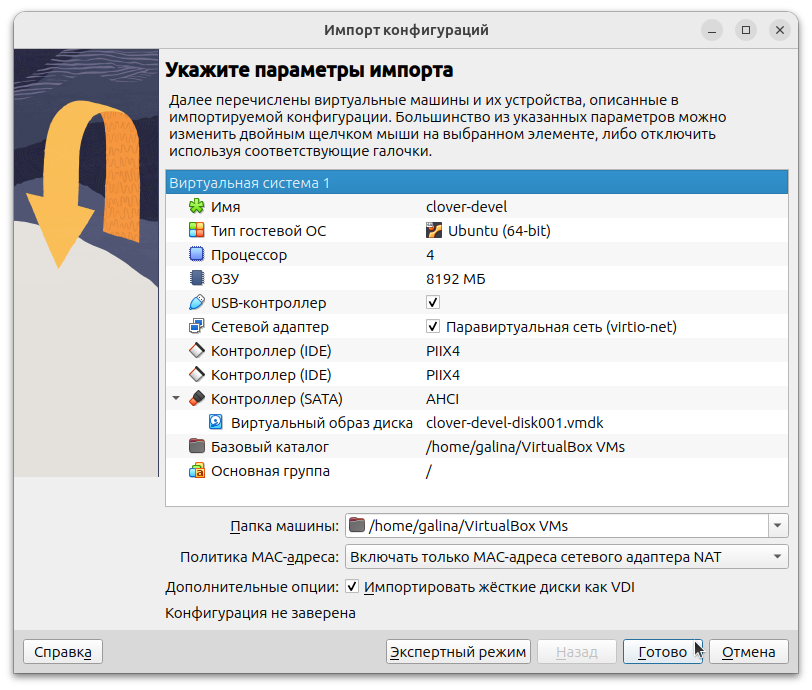 Импорт конфигураций
Укажите параметры импорта
Далее перечислены виртуальные машины и их устройства, описанные в
импортируемой конфигурации. Большинство из указанных параметров можно
изменить двойным щелчком мыши на выбранном элементе, либо отключить
используя соответствующие галочки.
Виртуальная система 1
Имя clover-devel
Тип гостевой ОС Ubuntu (64-bit)
Процессор 4
ОЗУ 8192 МБ
USB-контроллер
Сетевой адаптер Паравиртуальная сеть (virtio-net)
Контроллер (IDE) PIIX4
Контроллер (IDE) PIIX4
Контроллер (SATA) AHCI
Виртуальный образ диска clover-devel-disk001.vmdk
Базовый каталог /home/galina/VirtualBox VMs
Основная группа /
Папка машины: /home/galina/VirtualBox VMs
Политика MAC-адреса: Включать только MAC-адреса сетевого адаптера NAT
Дополнительные опции: Импортировать жёсткие диски как VDI
Конфигурация не заверена
Справка Экспертный режим Назад Готово Отмена